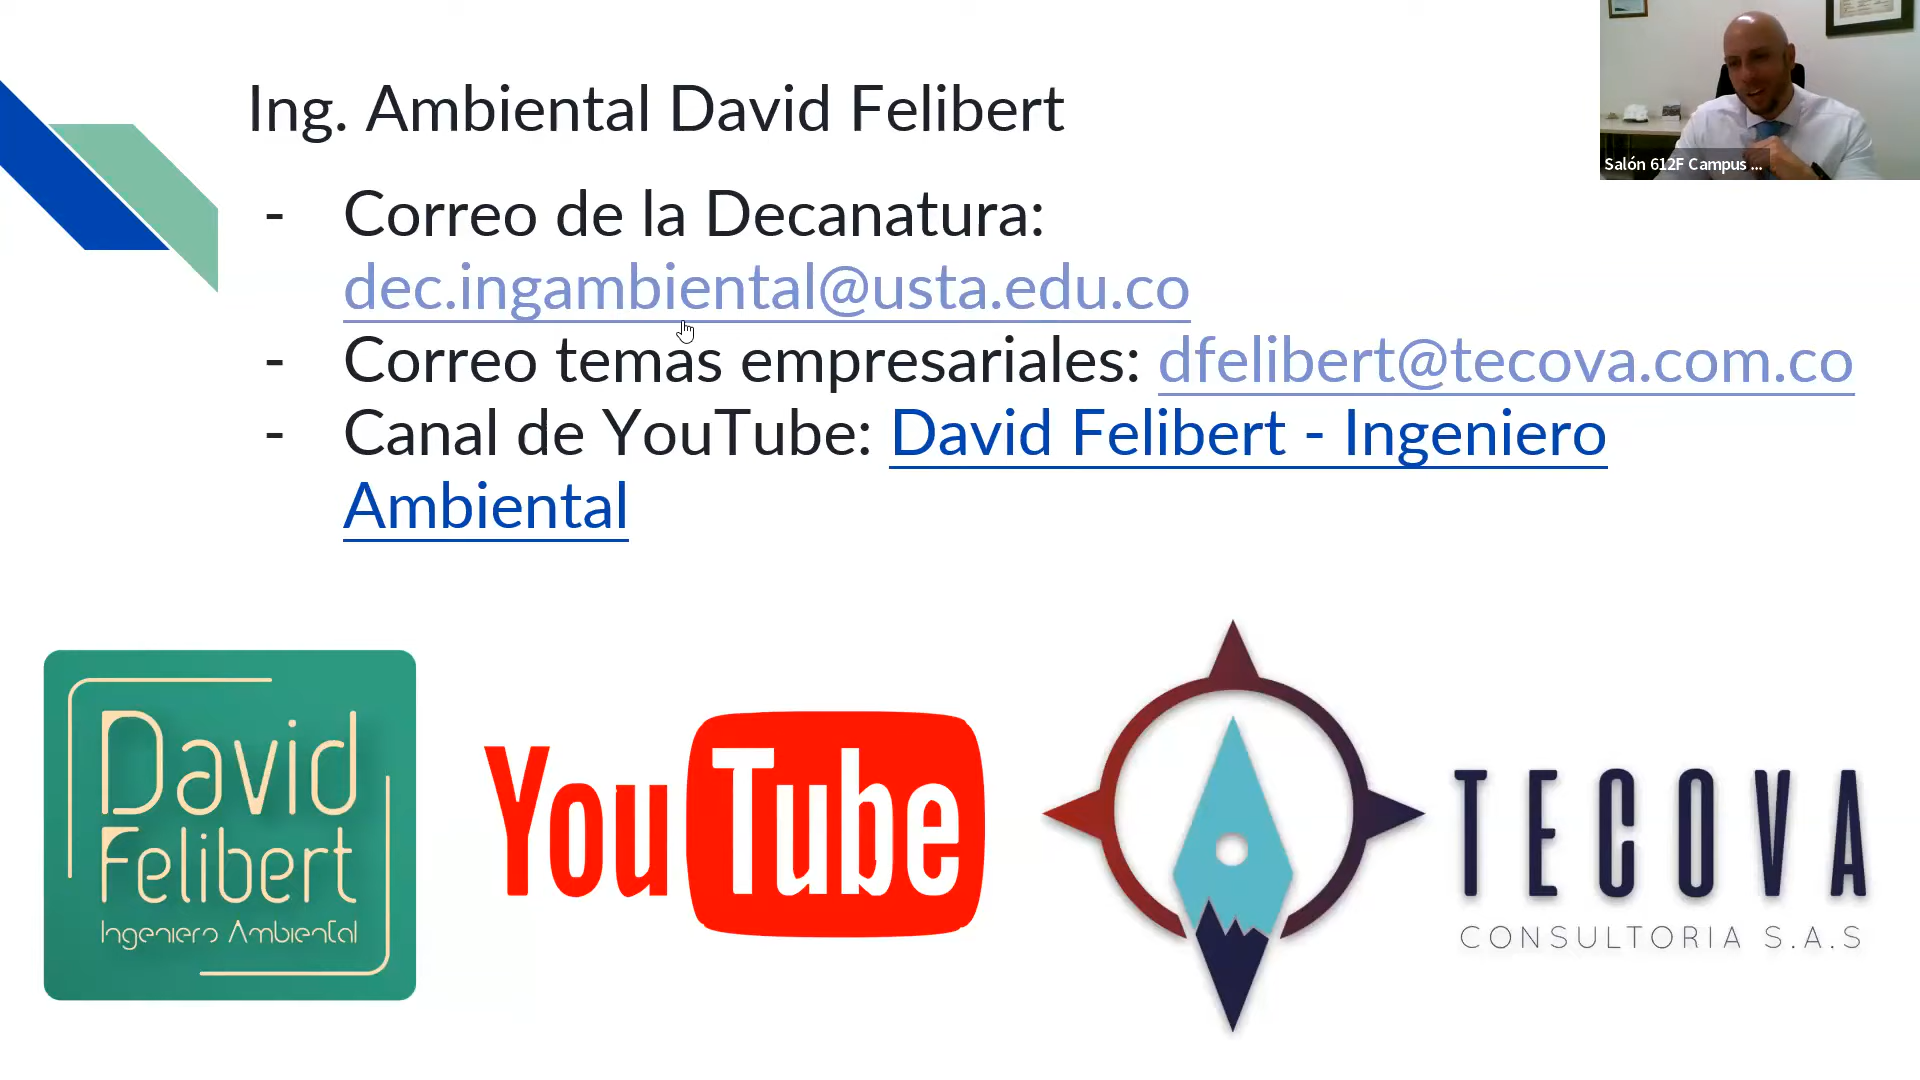 Ing. Ambiental David Felibert
- Correo de la Decanatura:
dec.ingambiental@usta.edu.co
- Correo temas empresariales: dfelibert@tecova.com.co
- Canal de YouTube: David Felibert - Ingeniero
Ambiental
Salón 612F Campus ...
David
Felibert
Ingeniero Ambiental
YouTube
TECOVA
CONSULTORIA S.A.S